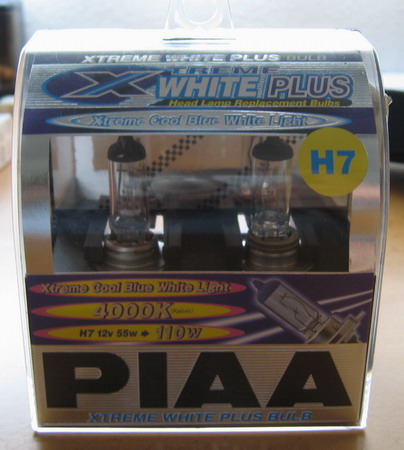 XTREME WHITE PLUS BULB
XTREME
X WHITE PLUS
Head Lamp Replacement Bulbs
Xtreme Cool Blue White Light
H7
Xtreme Cool Blue White Light
4000K (Kelvin)
H7 12v 55w ➔ 110w
PIAA
XTREME WHITE PLUS BULB